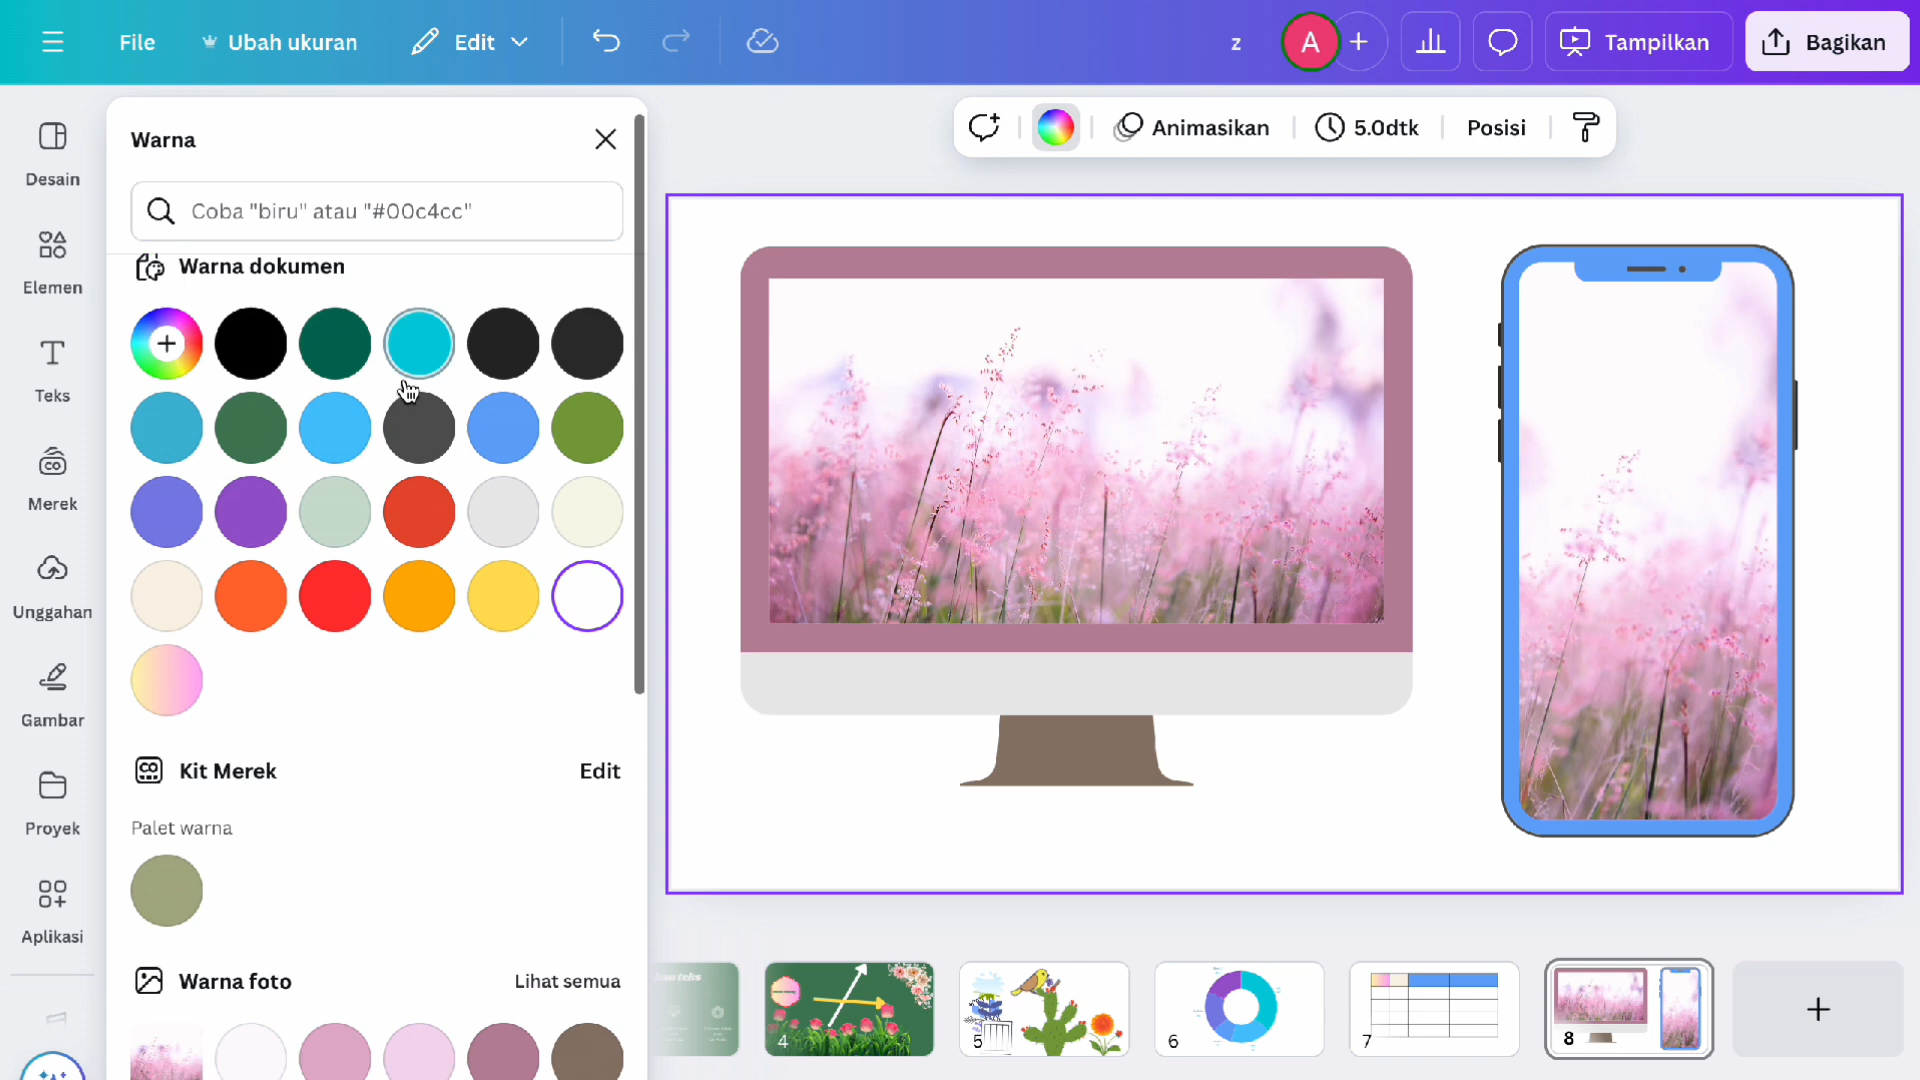 File
Ubah ukuran
Edit
z
A
Tampilkan
Bagikan
Desain
Elemen
Teks
Merek
Unggahan
Gambar
Proyek
Aplikasi
Warna
Coba "biru" atau "#00c4cc"
Warna dokumen
Kit Merek
Edit
Palet warna
Warna foto
Lihat semua
Animasikan
5.0dtk
Posisi
4
5
6
7
8